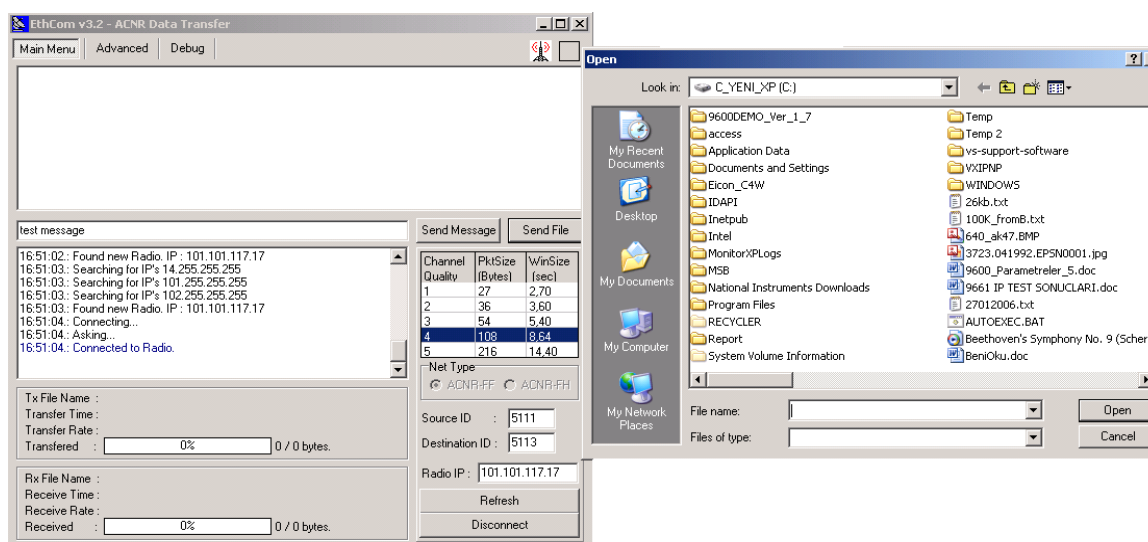 EthCom v3.2 - ACNR Data Transfer
Main Menu Advanced Debug
test message
Send Message Send File
16:51:02.: Found new Radio. IP : 101.101.117.17
16:51:03.: Searching for IP's 14.255.255.255
16:51:03.: Searching for IP's 101.255.255.255
16:51:03.: Searching for IP's 102.255.255.255
16:51:03.: Found new Radio. IP : 101.101.117.17
16:51:04.: Connecting...
16:51:04.: Asking...
16:51:04.: Connected to Radio.
Channel Quality PktSize (Bytes) WinSize (sec)
1 27 2,70
2 36 3,60
3 54 5,40
4 108 8,64
5 216 14,40
Net Type
ACNR-FF ACNR-FH
Source ID : 5111
Destination ID : 5113
Radio IP : 101.101.117.17
Refresh
Disconnect
Tx File Name :
Transfer Time :
Transfer Rate :
Transfered : 0% 0 / 0 bytes.
Rx File Name :
Receive Time :
Receive Rate :
Received : 0% 0 / 0 bytes.
Open
Look in: C_YENI_XP (C:)
My Recent Documents
Desktop
My Documents
My Computer
My Network Places
9600DEMO_Ver_1_7
access
Application Data
Documents and Settings
Eicon_C4W
IDAPI
Inetpub
Intel
MonitorXPLogs
MSB
National Instruments Downloads
Program Files
RECYCLER
Report
System Volume Information
Temp
Temp 2
vs-support-software
VXIPNP
WINDOWS
26kb.txt
100K_fromB.txt
640_ak47.BMP
3723.041992.EPSN0001.jpg
9600_Parametreler_5.doc
9661 IP TEST SONUCLARI.doc
27012006.txt
AUTOEXEC.BAT
Beethoven's Symphony No. 9 (Scher
BeniOku.doc
File name: Open
Files of type: Cancel